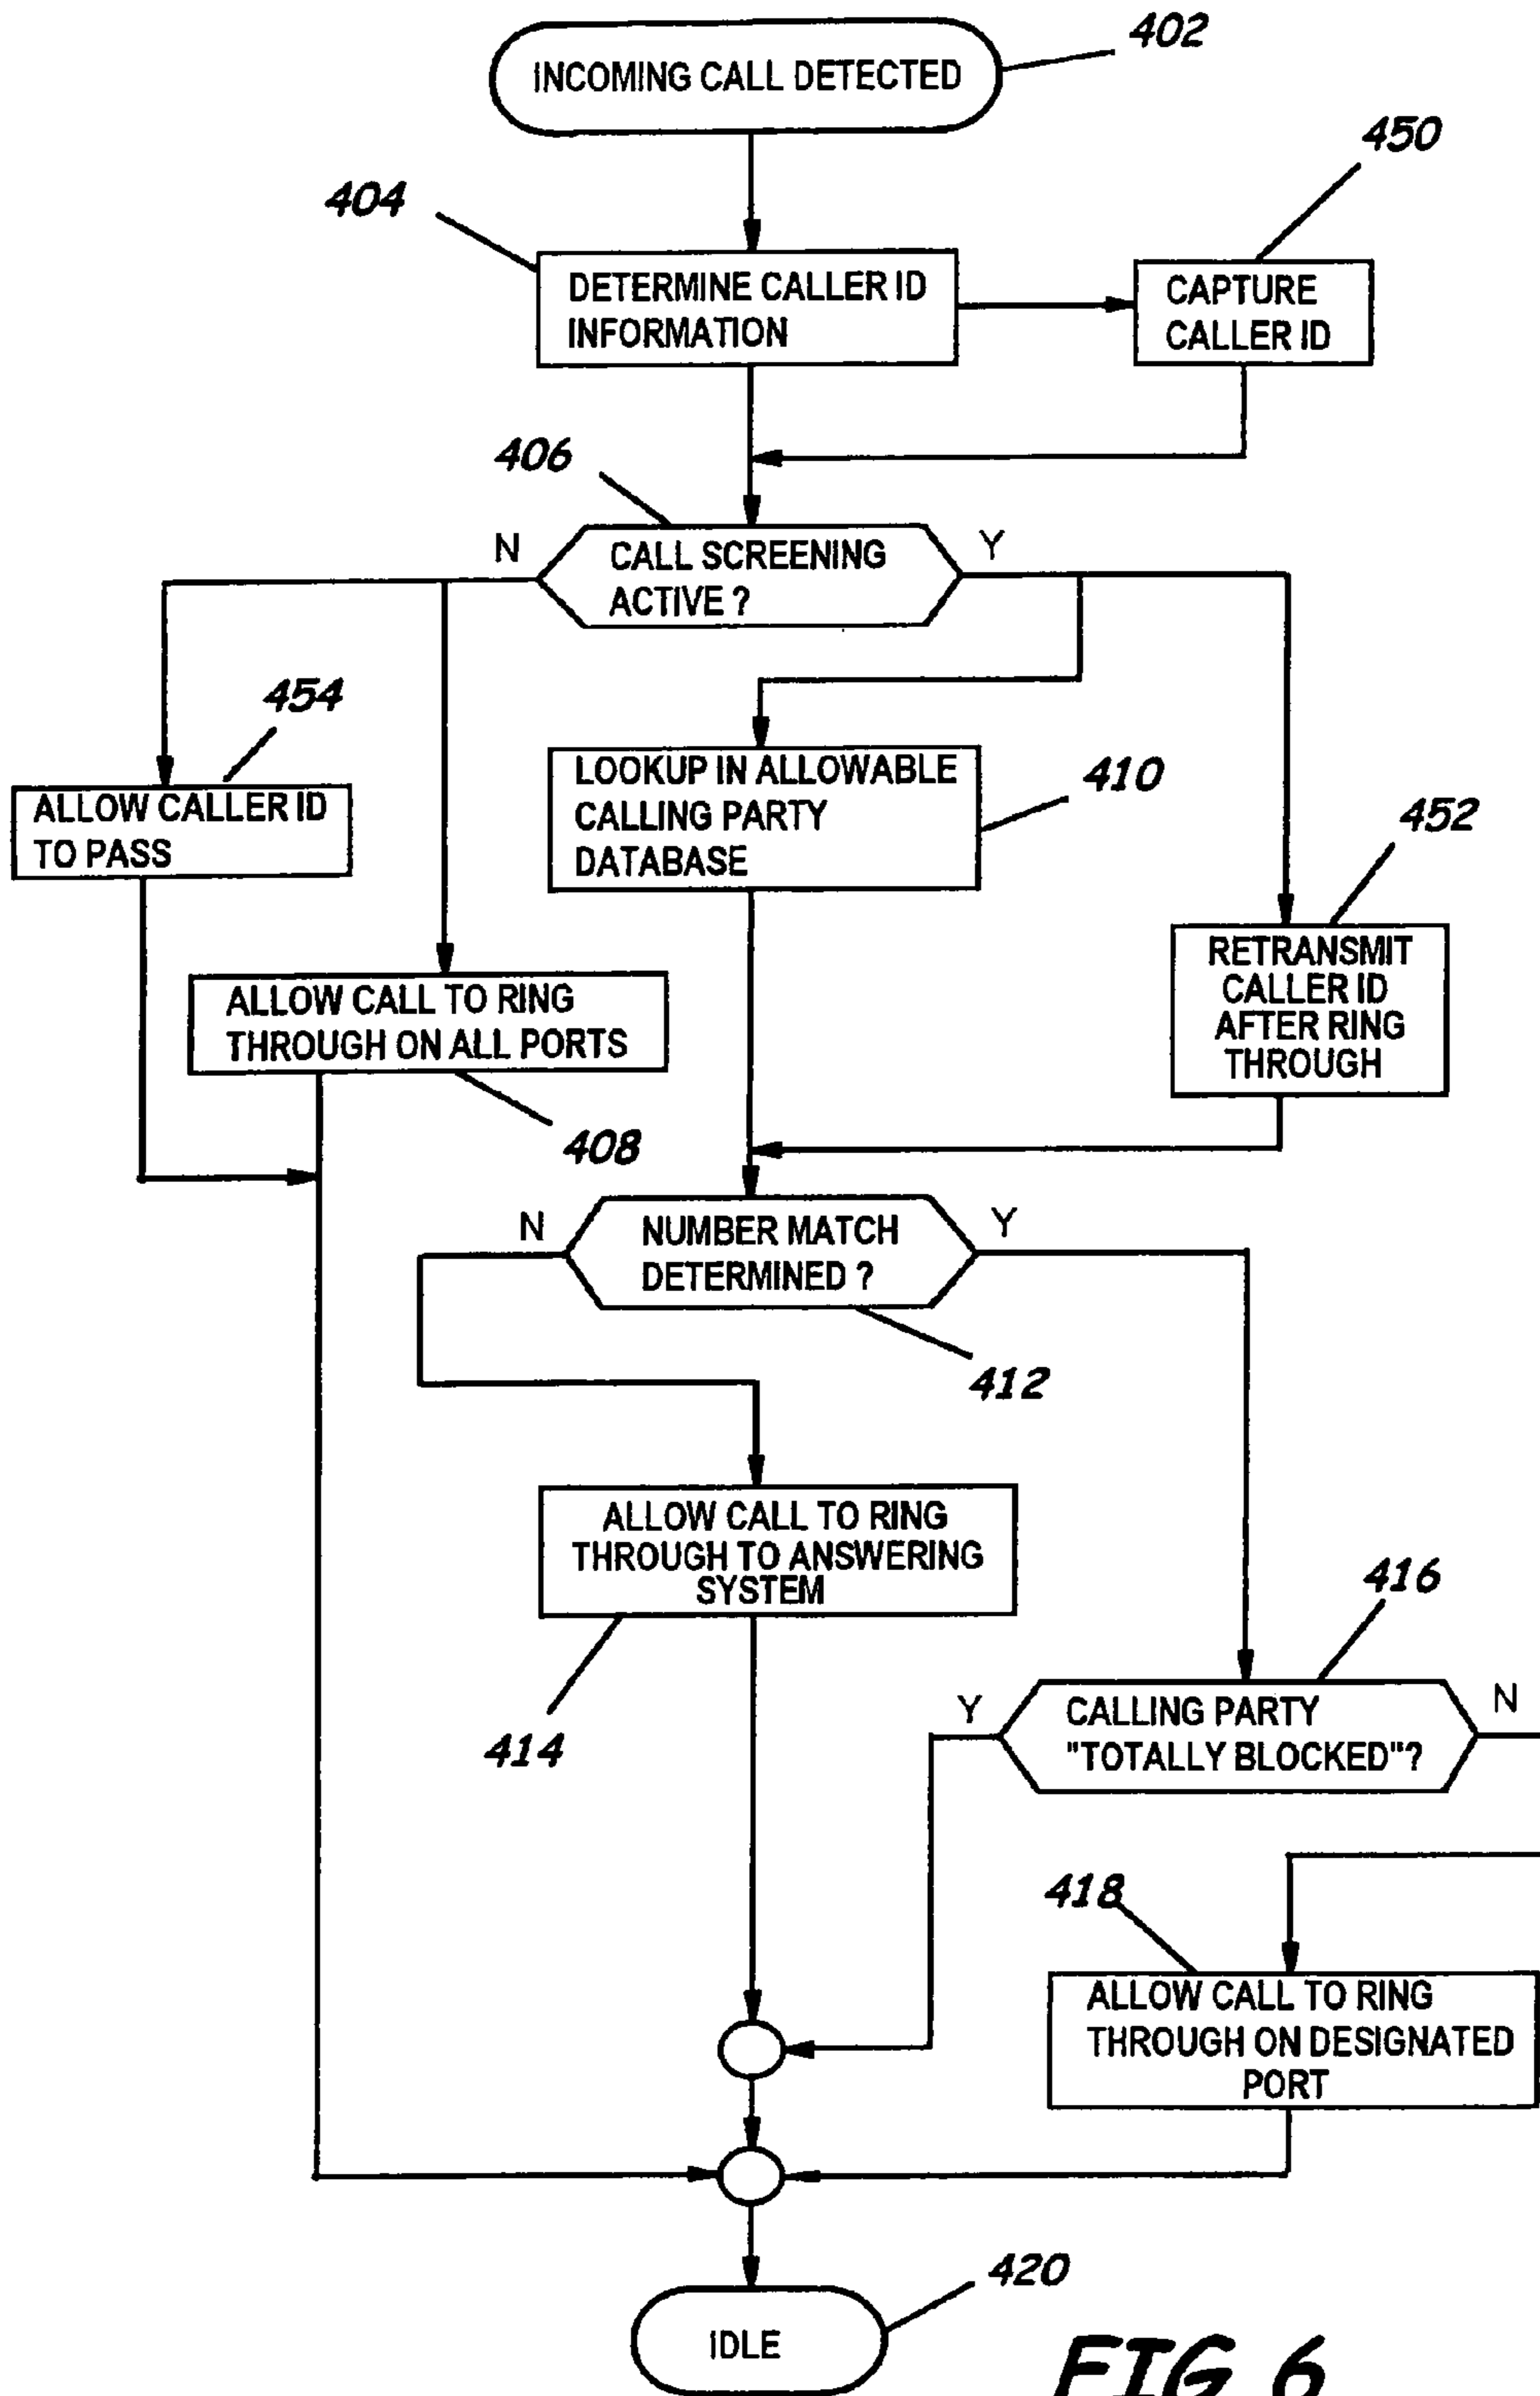 402
INCOMING CALL DETECTED
450
404
DETERMINE CALLER ID
INFORMATION
CAPTURE
CALLER ID
406
N
CALL SCREENING
ACTIVE ?
Y
454
ALLOW CALLER ID
TO PASS
LOOKUP IN ALLOWABLE
CALLING PARTY
DATABASE
410
452
RETRANSMIT
CALLER ID
AFTER RING
THROUGH
ALLOW CALL TO RING
THROUGH ON ALL PORTS
408
N
NUMBER MATCH
DETERMINED ?
Y
412
ALLOW CALL TO RING
THROUGH TO ANSWERING
SYSTEM
414
416
Y
CALLING PARTY
"TOTALLY BLOCKED"?
N
418
ALLOW CALL TO RING
THROUGH ON DESIGNATED
PORT
420
IDLE
FIG 6